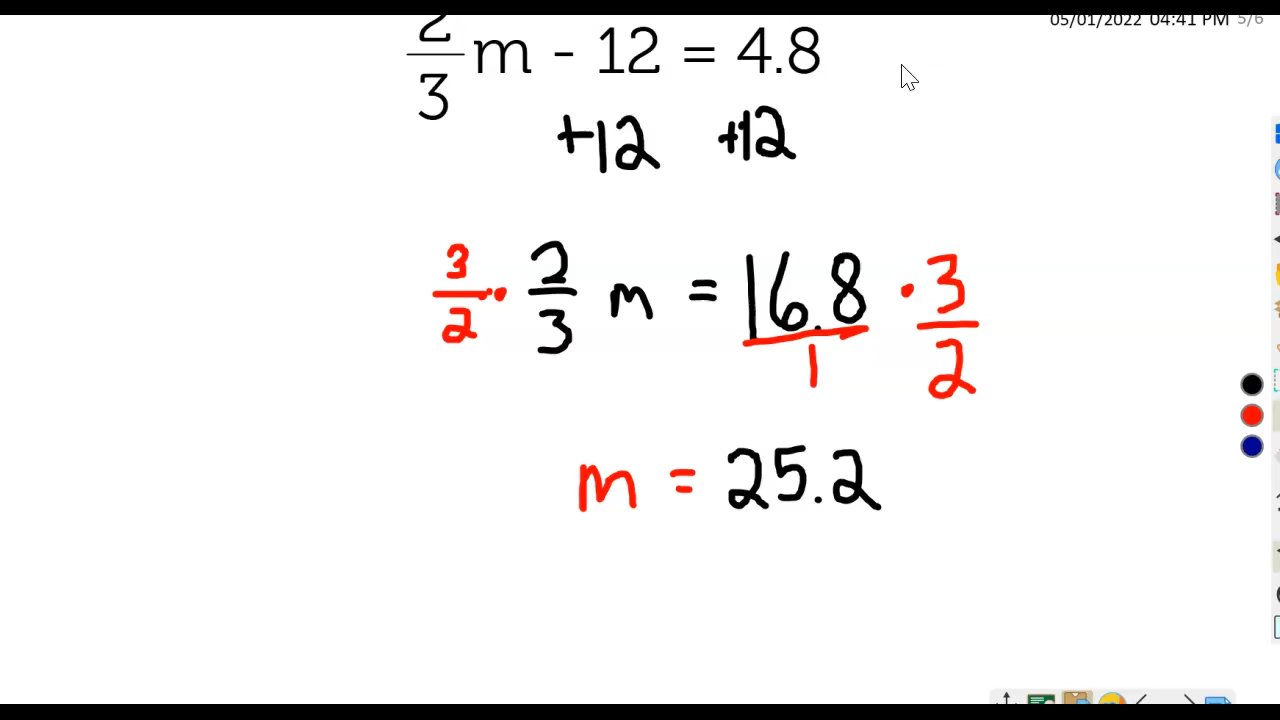 05/01/2022 04:41 PM 5/6
2/3 m - 12 = 4.8
+12 +12
3/2 · 2/3 m = 16.8/1 · 3/2
m = 25.2